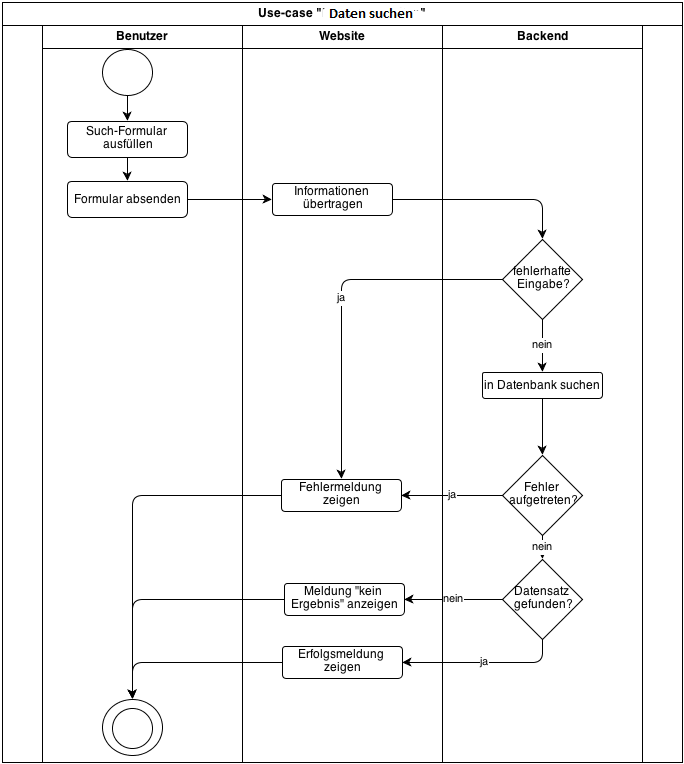 Use-case "Daten suchen"
Benutzer
Website
Backend
Such-Formular
ausfüllen
Formular absenden
Informationen
übertragen
fehlerhafte
Eingabe?
ja
nein
in Datenbank suchen
Fehlermeldung
zeigen
ja
Fehler
aufgetreten?
nein
Meldung "kein
Ergebnis" anzeigen
nein
Datensatz
gefunden?
Erfolgsmeldung
zeigen
ja